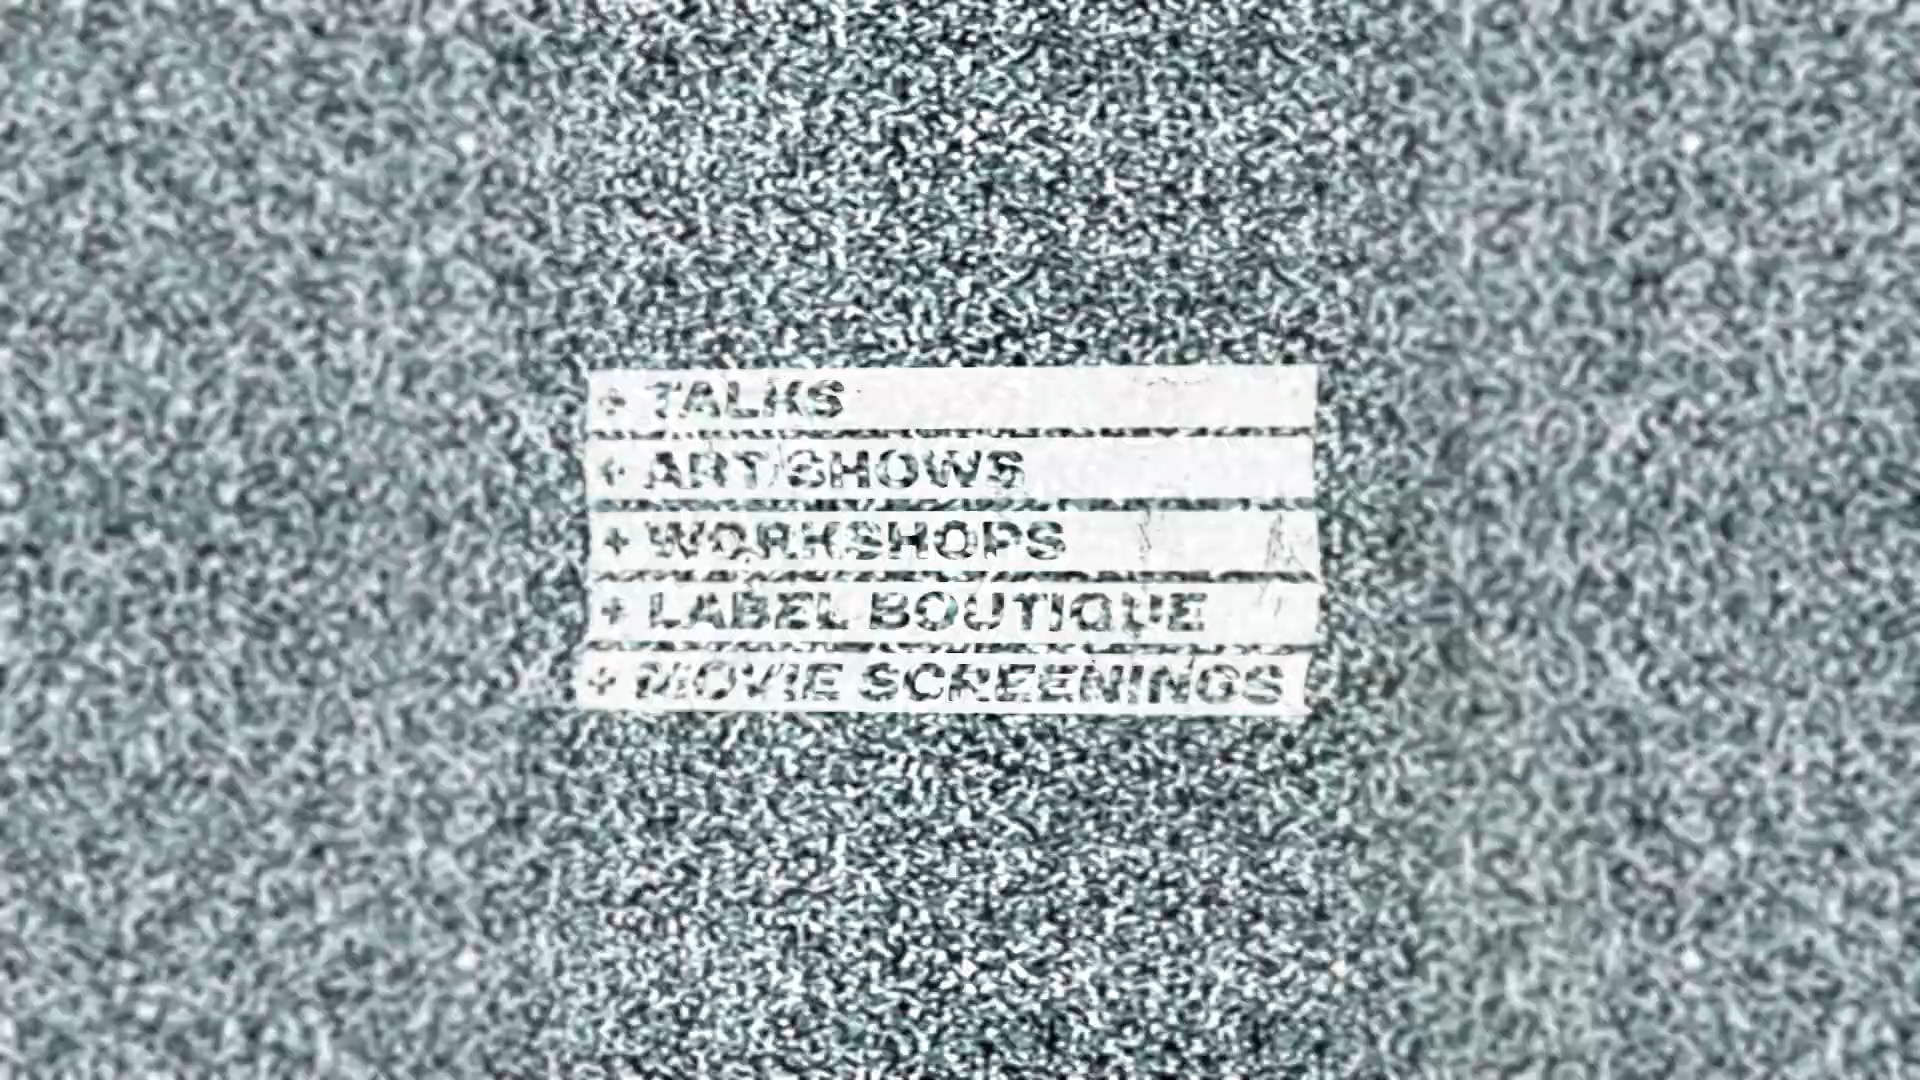 + TALKS
+ ART SHOWS
+ WORKSHOPS
+ LABEL BOUTIQUE
+ MOVIE SCREENINGS